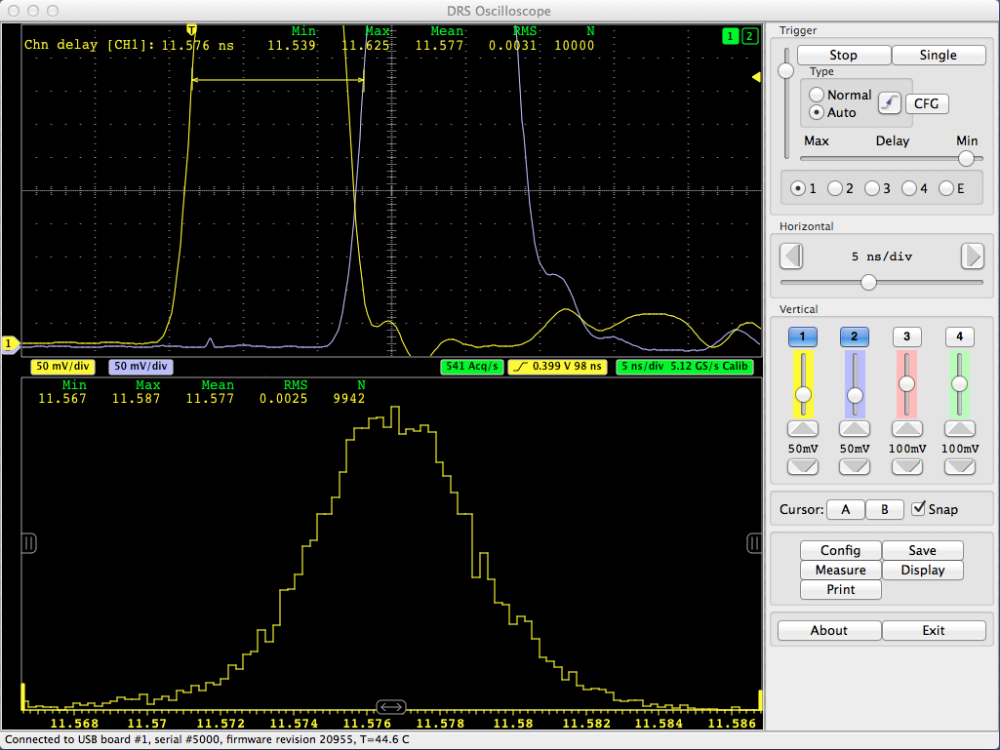 DRS Oscilloscope
T
Min Max Mean RMS N
Chn delay [CH1]: 11.576 ns 11.539 11.625 11.577 0.0031 10000
1 2
1
50 mV/div 50 mV/div 541 Acq/s 0.399 V 98 ns 5 ns/div 5.12 GS/s Calib
Min Max Mean RMS N
11.567 11.587 11.577 0.0025 9942
11.568 11.57 11.572 11.574 11.576 11.578 11.58 11.582 11.584 11.586
Trigger
Stop Single
Type
Normal
Auto
CFG
Max Delay Min
1 2 3 4 E
Horizontal
5 ns/div
Vertical
1 2 3 4
50mV 50mV 100mV 100mV
Cursor: A B Snap
Config Save
Measure Display
Print
About Exit
Connected to USB board #1, serial #5000, firmware revision 20955, T=44.6 C